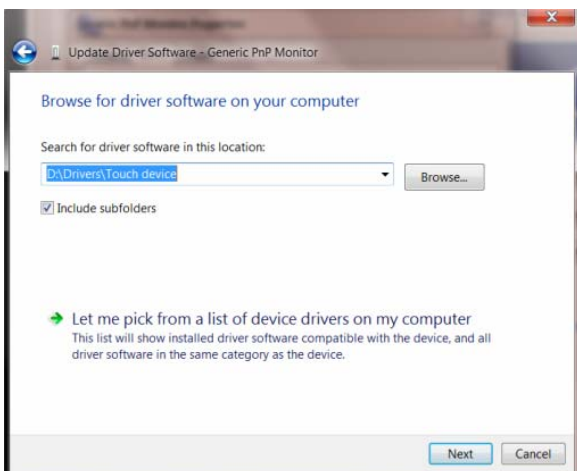 Update Driver Software - Generic PnP Monitor
Browse for driver software on your computer
Search for driver software in this location:
D:\Drivers\Touch device
Browse...
Include subfolders
Let me pick from a list of device drivers on my computer
This list will show installed driver software compatible with the device, and all
driver software in the same category as the device.
Next
Cancel